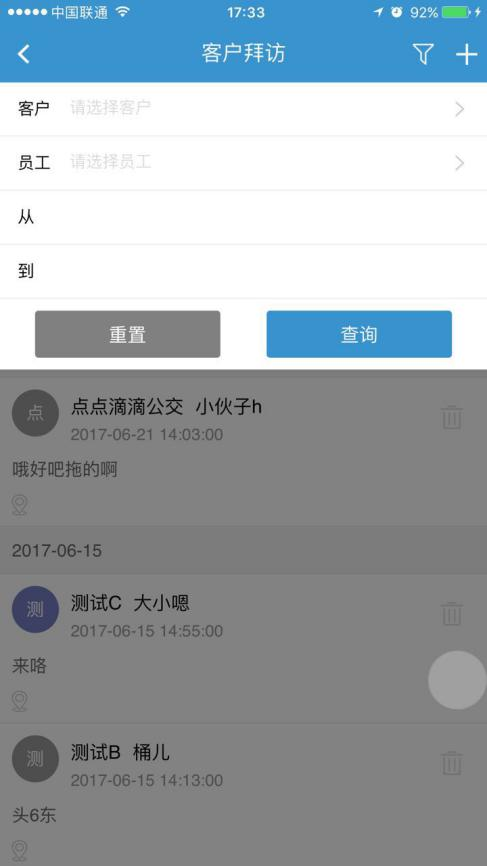 中国联通 17:33 92%
客户拜访
客户 请选择客户
员工 请选择员工
从
到
重置 查询
点 点点滴滴公交 小伙子h
2017-06-21 14:03:00
哦好吧拖的啊
2017-06-15
测 测试C 大小嗯
2017-06-15 14:55:00
来咯
测 测试B 桶儿
2017-06-15 14:13:00
头6东